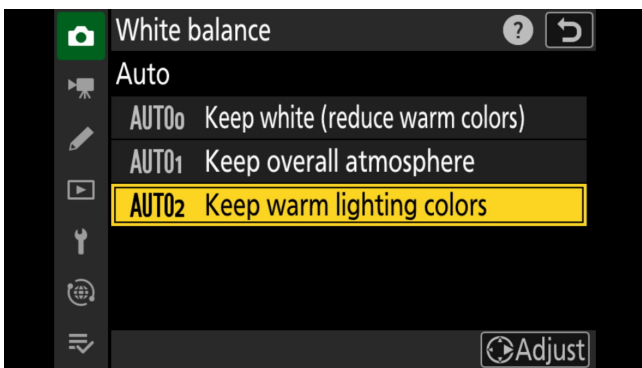 White balance
?
Auto
AUTO0 Keep white (reduce warm colors)
AUTO1 Keep overall atmosphere
AUTO2 Keep warm lighting colors
Adjust